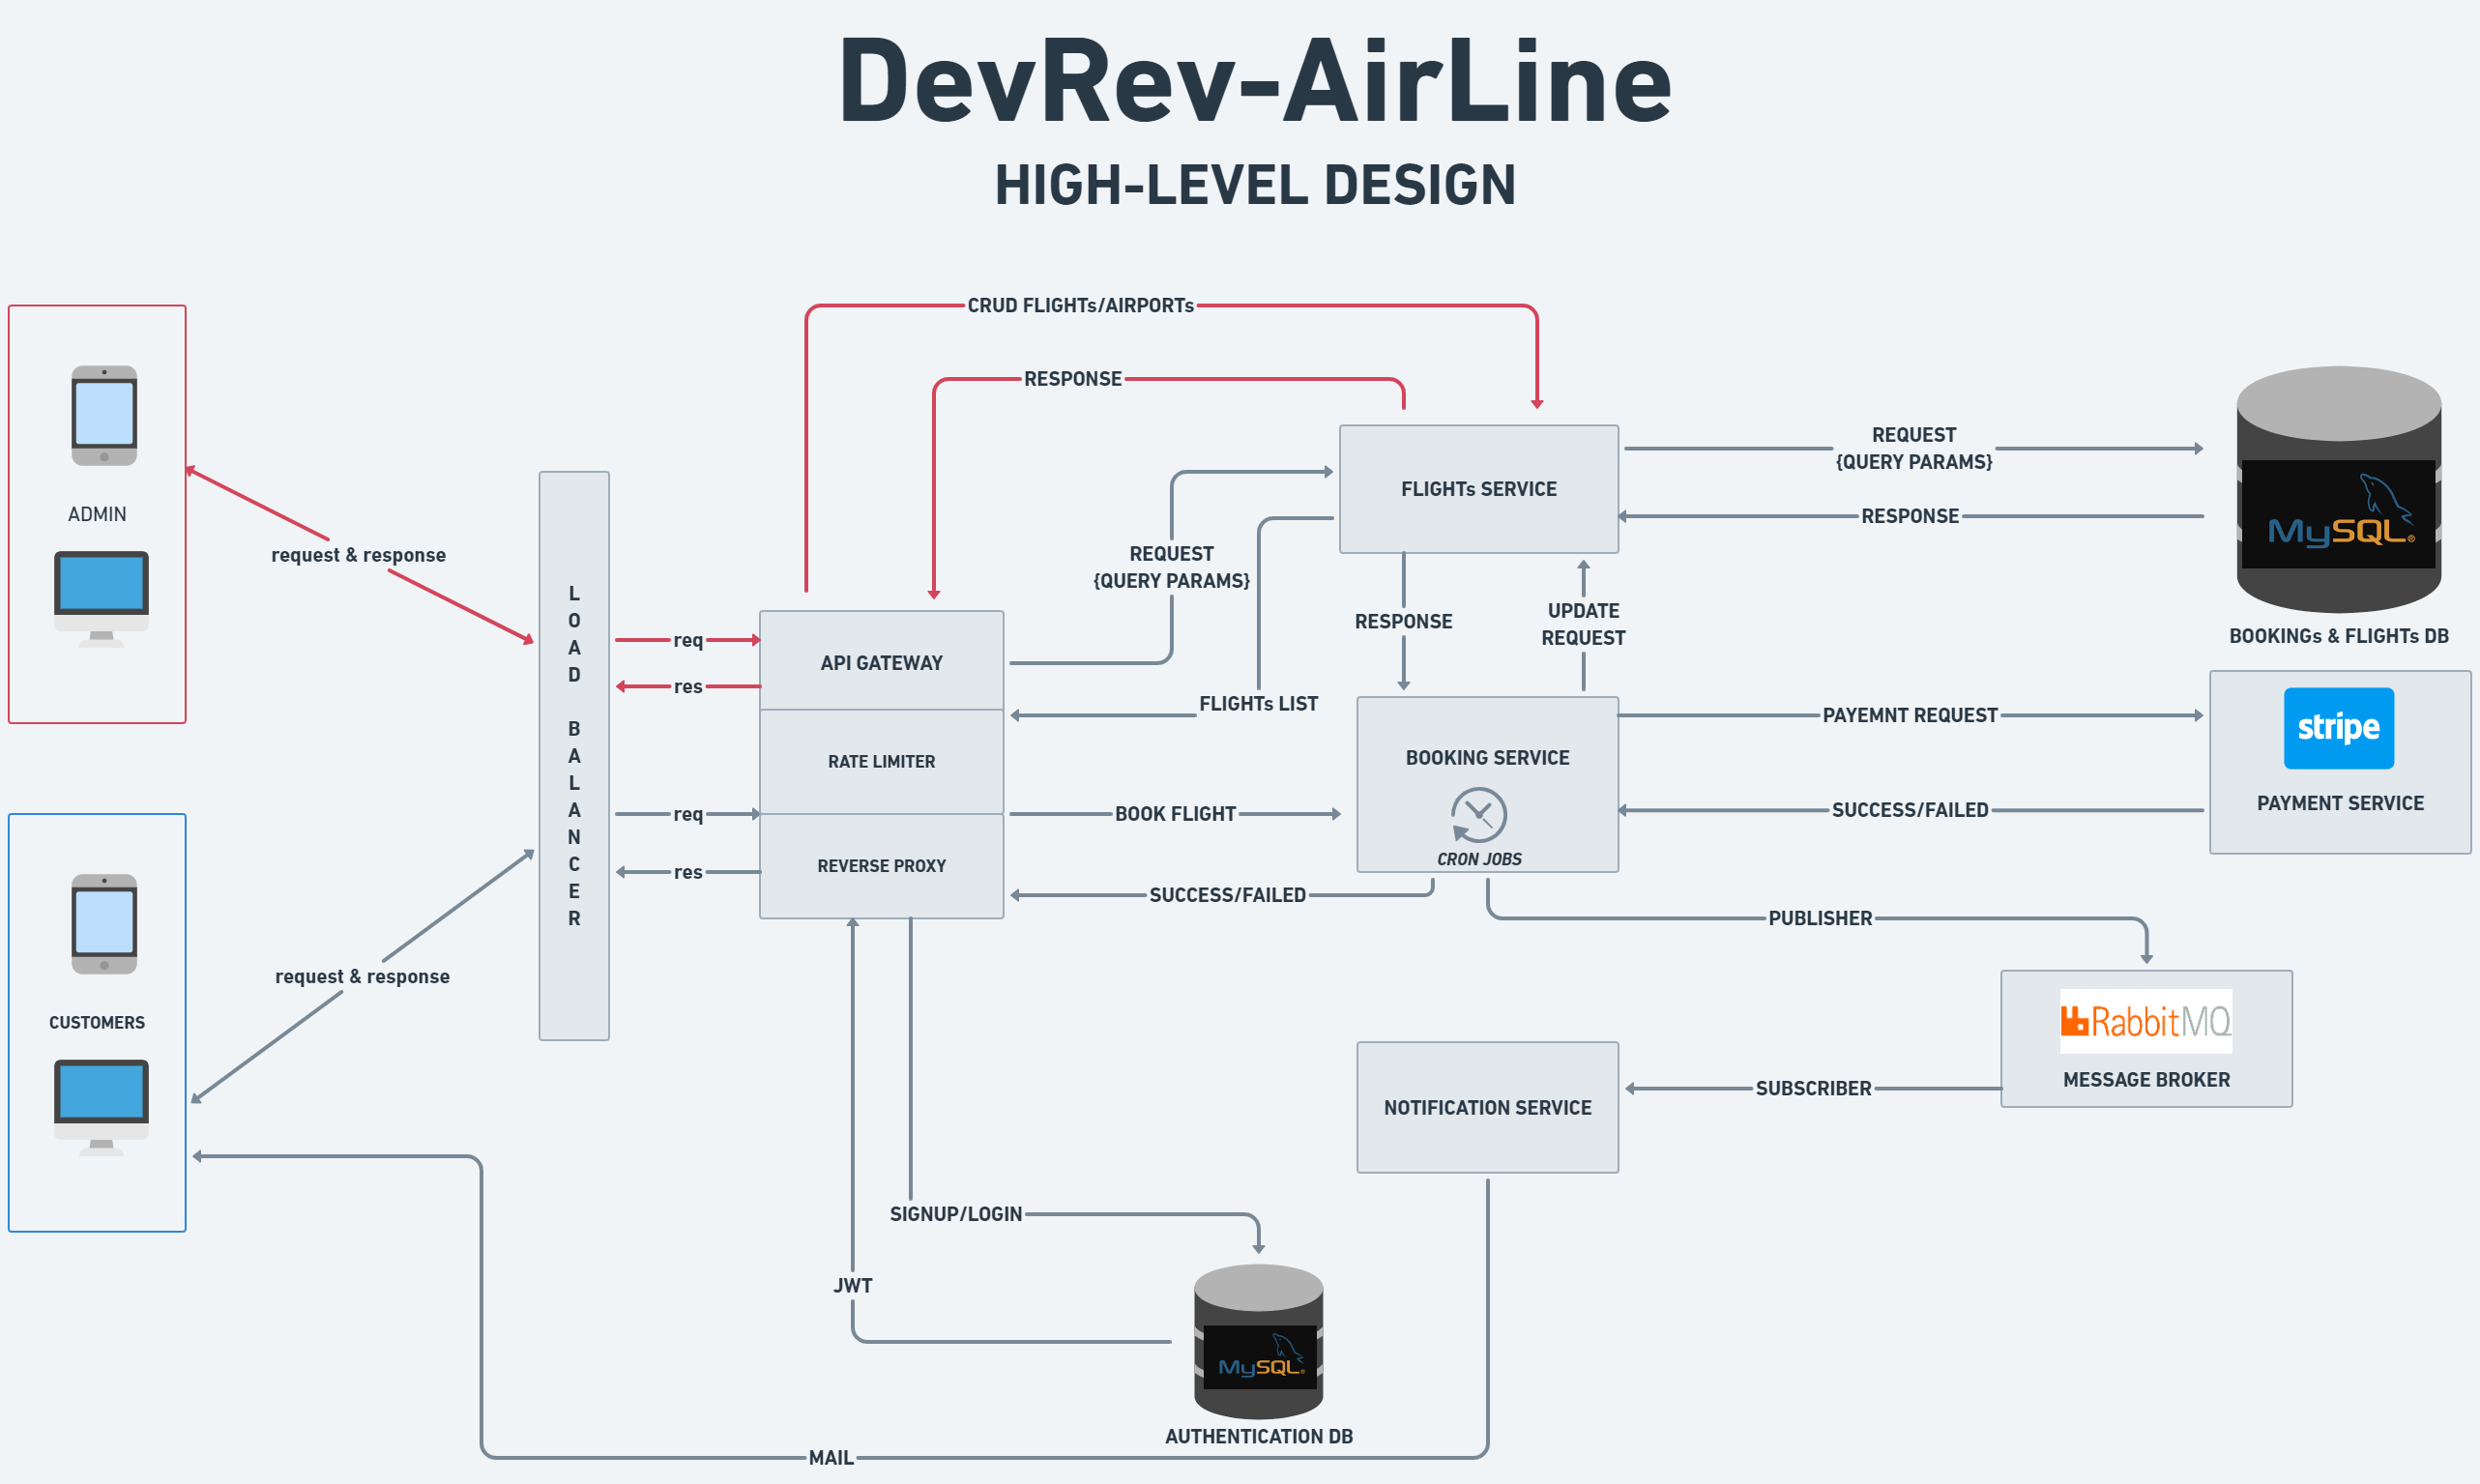 DevRev-AirLine
HIGH-LEVEL DESIGN
CRUD FLIGHTs/AIRPORTs
RESPONSE
ADMIN
request & response
LOAD BALANCER
req
res
req
res
API GATEWAY
RATE LIMITER
REVERSE PROXY
REQUEST
{QUERY PARAMS}
FLIGHTs LIST
FLIGHTs SERVICE
REQUEST
{QUERY PARAMS}
RESPONSE
MySQL®
BOOKINGs & FLIGHTs DB
RESPONSE
UPDATE
REQUEST
BOOK FLIGHT
SUCCESS/FAILED
BOOKING SERVICE
CRON JOBS
PAYEMNT REQUEST
SUCCESS/FAILED
stripe
PAYMENT SERVICE
PUBLISHER
RabbitMQ
MESSAGE BROKER
SUBSCRIBER
NOTIFICATION SERVICE
request & response
CUSTOMERS
SIGNUP/LOGIN
JWT
MySQL®
AUTHENTICATION DB
MAIL